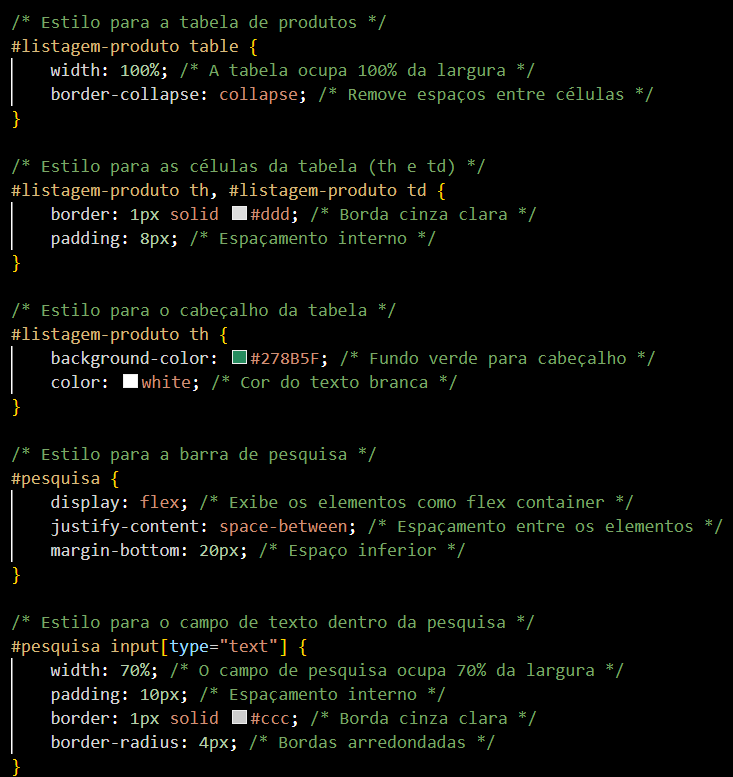 /* Estilo para a tabela de produtos */
#listagem-produto table {
    width: 100%; /* A tabela ocupa 100% da largura */
    border-collapse: collapse; /* Remove espaços entre células */
}

/* Estilo para as células da tabela (th e td) */
#listagem-produto th, #listagem-produto td {
    border: 1px solid #ddd; /* Borda cinza clara */
    padding: 8px; /* Espaçamento interno */
}

/* Estilo para o cabeçalho da tabela */
#listagem-produto th {
    background-color: #278B5F; /* Fundo verde para cabeçalho */
    color: white; /* Cor do texto branca */
}

/* Estilo para a barra de pesquisa */
#pesquisa {
    display: flex; /* Exibe os elementos como flex container */
    justify-content: space-between; /* Espaçamento entre os elementos */
    margin-bottom: 20px; /* Espaço inferior */
}

/* Estilo para o campo de texto dentro da pesquisa */
#pesquisa input[type="text"] {
    width: 70%; /* O campo de pesquisa ocupa 70% da largura */
    padding: 10px; /* Espaçamento interno */
    border: 1px solid #ccc; /* Borda cinza clara */
    border-radius: 4px; /* Bordas arredondadas */
}